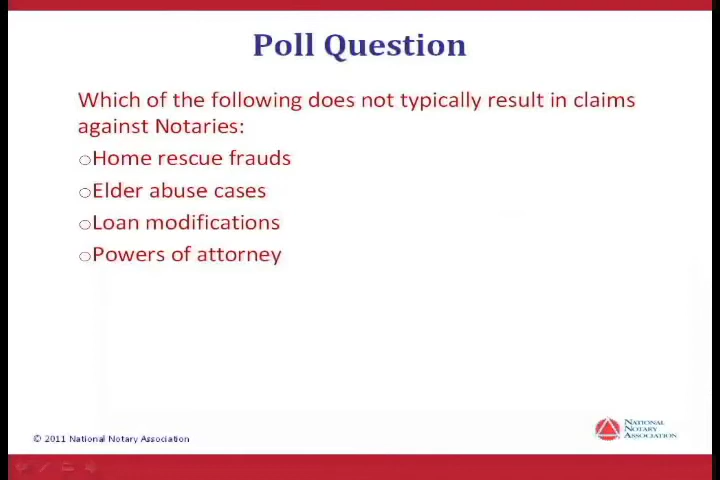 Poll Question
Which of the following does not typically result in claims
against Notaries:
○Home rescue frauds
○Elder abuse cases
○Loan modifications
○Powers of attorney
© 2011 National Notary Association
NATIONAL
NOTARY
ASSOCIATION